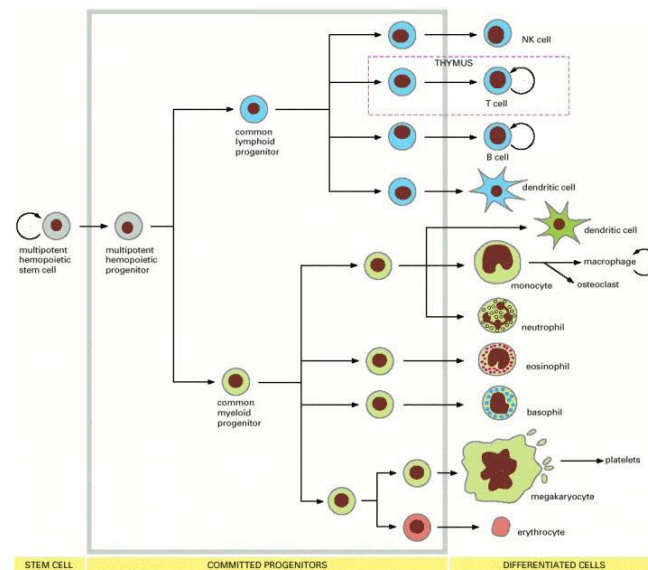 NK cell
THYMUS
T cell
common
lymphoid
progenitor
B cell
dendritic cell
multipotent
hemopoietic
stem cell
multipotent
hemopoietic
progenitor
dendritic cell
macrophage
monocyte
osteoclast
neutrophil
eosinophil
common
myeloid
progenitor
basophil
platelets
megakaryocyte
erythrocyte
STEM CELL
COMMITTED PROGENITORS
DIFFERENTIATED CELLS